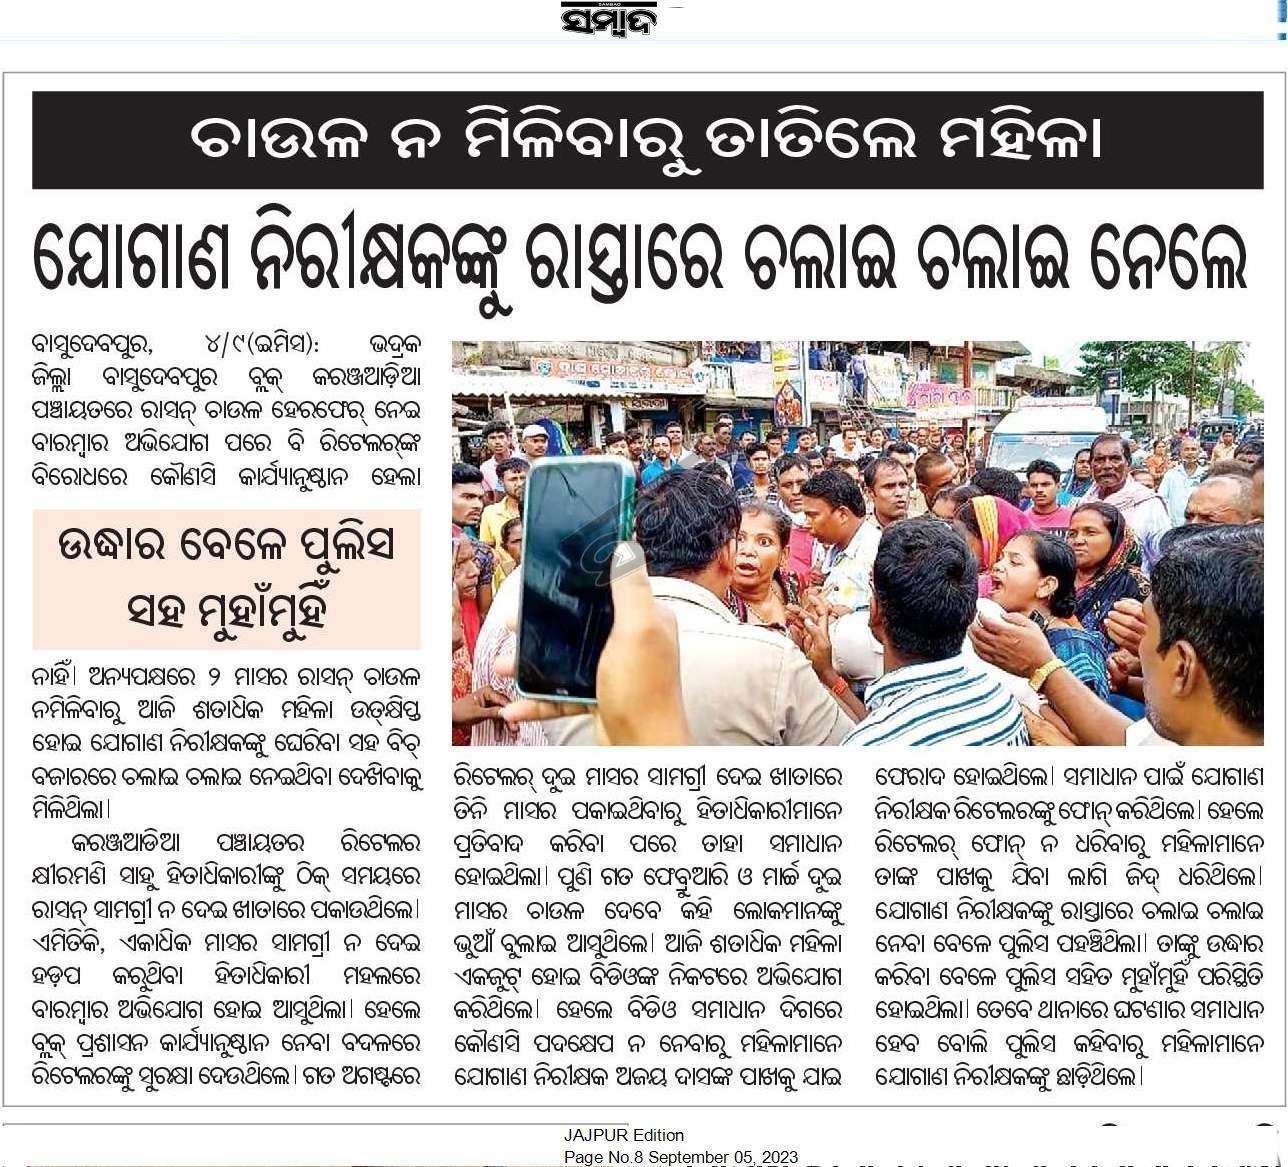 SAMBAD
ସମ୍ବାଦ
ଚାଉଳ ନ ମିଳିବାରୁ ତାତିଲେ ମହିଳା
ଯୋଗାଣ ନିରୀକ୍ଷକଙ୍କୁ ରାସ୍ତାରେ ଚଲାଇ ଚଲାଇ ନେଲେ
ବାସୁଦେବପୁର, ୪/୯(ଇମିସ): ଭଦ୍ରକ
ଜିଲ୍ଲା ବାସୁଦେବପୁର ବ୍ଲକ୍ କରଞ୍ଜଆଡ଼ିଆ
ପଞ୍ଚାୟତରେ ରାସନ୍ ଚାଉଳ ହେରଫେର୍ ନେଇ
ବାରମ୍ବାର ଅଭିଯୋଗ ପରେ ବି ରିଟେଲର୍‌ଙ୍କ
ବିରୋଧରେ କୌଣସି କାର୍ଯ୍ୟାନୁଷ୍ଠାନ ହେଲା
ଉଦ୍ଧାର ବେଳେ ପୁଲିସ
ସହ ମୁହାଁମୁହିଁ
ନାହିଁ। ଅନ୍ୟପକ୍ଷରେ ୨ ମାସର ରାସନ୍ ଚାଉଳ
ନମିଳିବାରୁ ଆଜି ଶତାଧିକ ମହିଳା ଉତ୍‌କ୍ଷିପ୍ତ
ହୋଇ ଯୋଗାଣ ନିରୀକ୍ଷକଙ୍କୁ ଘେରିବା ସହ ବିଚ୍
ବଜାରରେ ଚଲାଇ ଚଲାଇ ନେଇଥିବା ଦେଖିବାକୁ
ମିଳିଥିଲା।
କରଞ୍ଜଆଡିଆ ପଞ୍ଚାୟତର ରିଟେଲର
କ୍ଷୀରମଣି ସାହୁ ହିତାଧିକାରୀଙ୍କୁ ଠିକ୍ ସମୟରେ
ରାସନ୍ ସାମଗ୍ରୀ ନ ଦେଇ ଖାତାରେ ପକାଉଥିଲେ।
ଏମିତିକି, ଏକାଧିକ ମାସର ସାମଗ୍ରୀ ନ ଦେଇ
ହଡ଼ପ କରୁଥିବା ହିତାଧିକାରୀ ମହଲରେ
ବାରମ୍ବାର ଅଭିଯୋଗ ହୋଇ ଆସୁଥିଲା। ହେଲେ
ବ୍ଲକ୍ ପ୍ରଶାସନ କାର୍ଯ୍ୟାନୁଷ୍ଠାନ ନେବା ବଦଳରେ
ରିଟେଲରଙ୍କୁ ସୁରକ୍ଷା ଦେଉଥିଲେ। ଗତ ଅଗଷ୍ଟରେ
ରିଟେଲର୍ ଦୁଇ ମାସର ସାମଗ୍ରୀ ଦେଇ ଖାତାରେ
ତିନି ମାସର ପକାଇଥିବାରୁ ହିତାଧିକାରୀମାନେ
ପ୍ରତିବାଦ କରିବା ପରେ ତାହା ସମାଧାନ
ହୋଇଥିଲା। ପୁଣି ଗତ ଫେବ୍ରୁଆରି ଓ ମାର୍ଚ୍ଚ ଦୁଇ
ମାସର ଚାଉଳ ଦେବେ କହି ଲୋକମାନଙ୍କୁ
ଭୁଆଁ ବୁଲାଇ ଆସୁଥିଲେ। ଆଜି ଶତାଧିକ ମହିଳା
ଏକଜୁଟ୍ ହୋଇ ବିଡିଓଙ୍କ ନିକଟରେ ଅଭିଯୋଗ
କରିଥିଲେ। ହେଲେ ବିଡିଓ ସମାଧାନ ଦିଗରେ
କୌଣସି ପଦକ୍ଷେପ ନ ନେବାରୁ ମହିଳାମାନେ
ଯୋଗାଣ ନିରୀକ୍ଷକ ଅଜୟ ଦାସଙ୍କ ପାଖକୁ ଯାଇ
ଫେରାଦ ହୋଇଥିଲେ। ସମାଧାନ ପାଇଁ ଯୋଗାଣ
ନିରୀକ୍ଷକ ରିଟେଲରଙ୍କୁ ଫୋନ୍ କରିଥିଲେ। ହେଲେ
ରିଟେଲର୍ ଫୋନ୍ ନ ଧରିବାରୁ ମହିଳାମାନେ
ତାଙ୍କ ପାଖକୁ ଯିବା ଲାଗି ଜିଦ୍ ଧରିଥିଲେ।
ଯୋଗାଣ ନିରୀକ୍ଷକଙ୍କୁ ରାସ୍ତାରେ ଚଲାଇ ଚଲାଇ
ନେବା ବେଳେ ପୁଲିସ ପହଞ୍ଚିଥିଲା। ତାଙ୍କୁ ଉଦ୍ଧାର
କରିବା ବେଳେ ପୁଲିସ ସହିତ ମୁହାଁମୁହିଁ ପରିସ୍ଥିତି
ହୋଇଥିଲା। ତେବେ ଥାନାରେ ଘଟଣାର ସମାଧାନ
ହେବ ବୋଲି ପୁଲିସ କହିବାରୁ ମହିଳାମାନେ
ଯୋଗାଣ ନିରୀକ୍ଷକଙ୍କୁ ଛାଡ଼ିଥିଲେ।
JAJPUR Edition
Page No.8 September 05, 2023